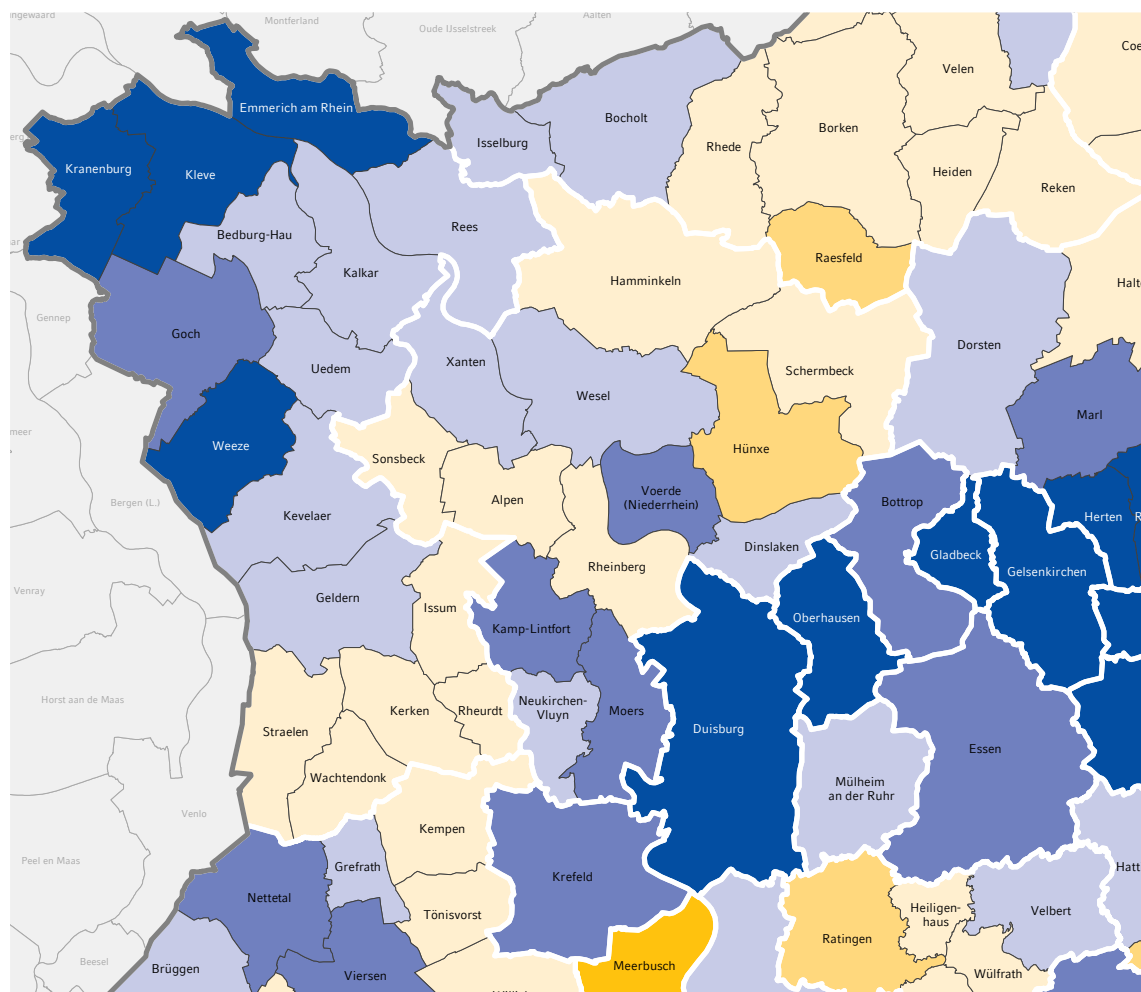 Montferland
Aalten
Oude IJsselstreek
Coe
Velen
Emmerich am Rhein
Bocholt
Borken
Isselburg
Rhede
Kranenburg
Kleve
Heiden
Reken
Bedburg-Hau
Rees
Raesfeld
Kalkar
Hamminkeln
Halte
Gennep
Goch
Dorsten
Uedem
Xanten
Schermbeck
Wesel
Marl
meer
Weeze
Sonsbeck
Hünxe
Voerde
(Niederrhein)
Bergen (L.)
Alpen
Bottrop
Kevelaer
Herten
R
Dinslaken
Gladbeck
Rheinberg
Gelsenkirchen
Venray
Geldern
Issum
Oberhausen
Kamp-Lintfort
Horst aan de Maas
Neukirchen-
Vluyn
Kerken
Rheurdt
Moers
Straelen
Duisburg
Essen
Wachtendonk
Mülheim
an der Ruhr
Venlo
Kempen
Peel en Maas
Grefrath
Hatt
Krefeld
Nettetal
Heiligen-
haus
Velbert
Tönisvorst
Ratingen
Beesel
Brüggen
Meerbusch
Viersen
Wülfrath